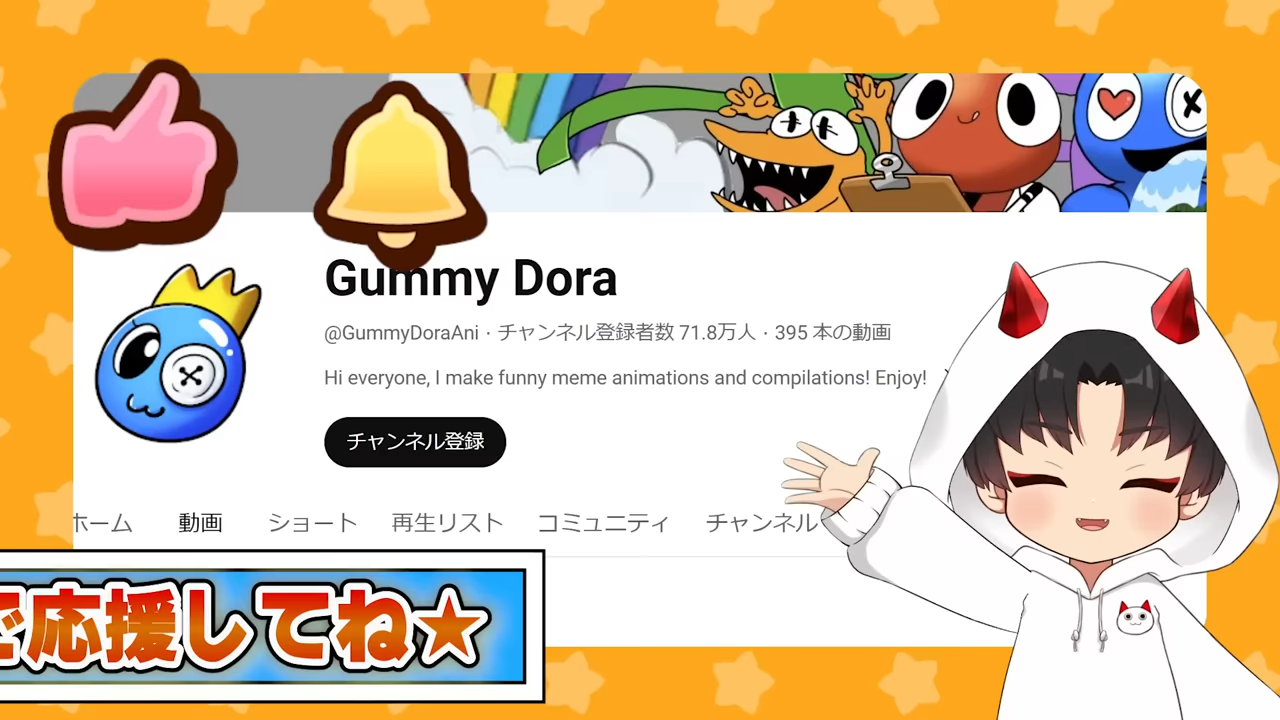 Gummy Dora
@GummyDoraAni · チャンネル登録者数 71.8万人 · 395 本の動画
Hi everyone, I make funny meme animations and compilations! Enjoy!
チャンネル登録
ホーム 動画 ショート 再生リスト コミュニティ チャンネル
で応援してね★